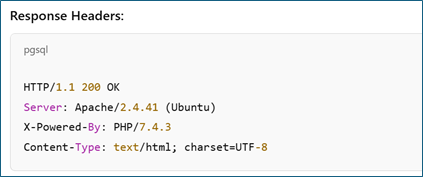 Response Headers:
pgsql
HTTP/1.1 200 OK
Server: Apache/2.4.41 (Ubuntu)
X-Powered-By: PHP/7.4.3
Content-Type: text/html; charset=UTF-8